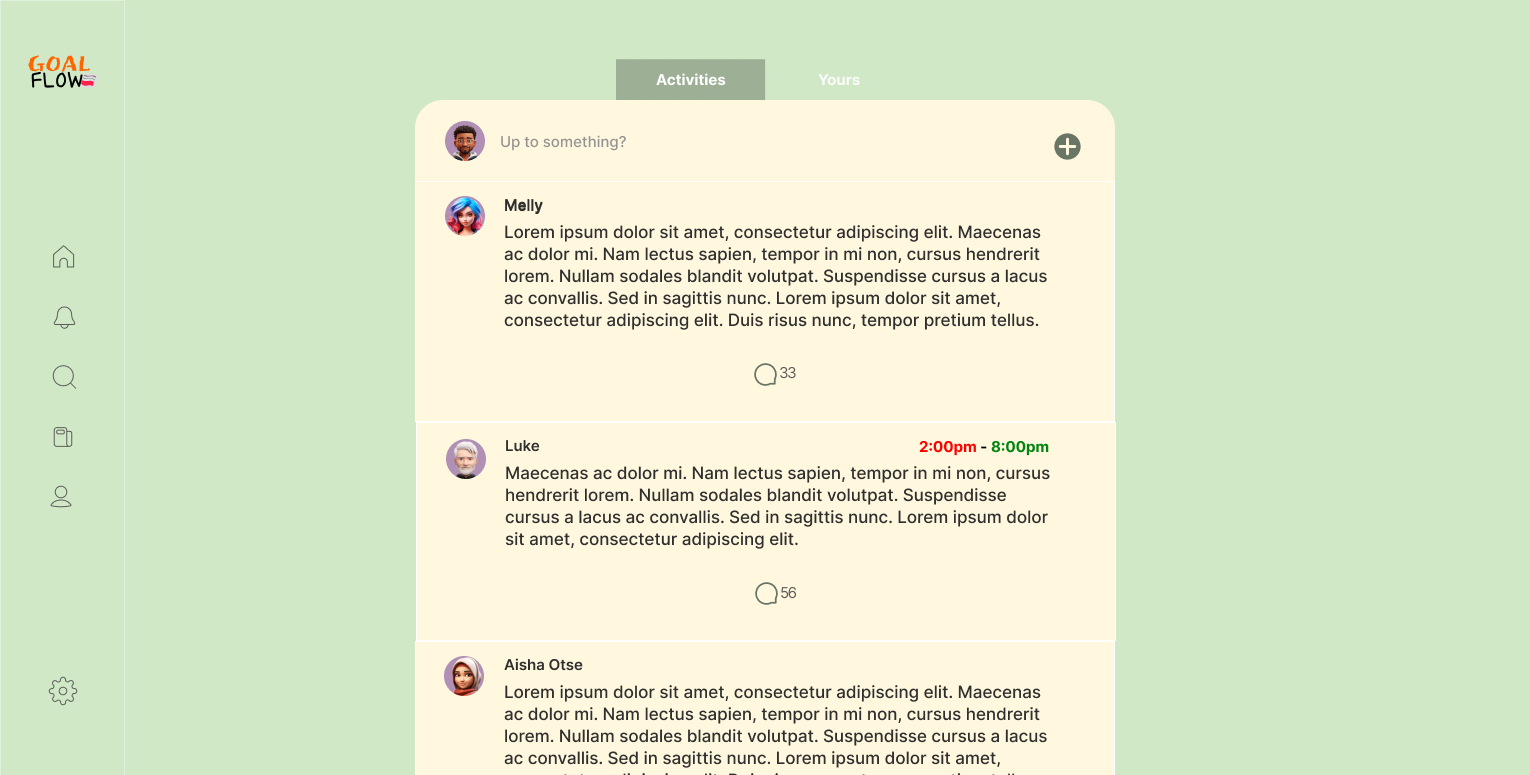 GOAL
FLOW
Activities
Yours
Up to something?
Melly
Lorem ipsum dolor sit amet, consectetur adipiscing elit. Maecenas
ac dolor mi. Nam lectus sapien, tempor in mi non, cursus hendrerit
lorem. Nullam sodales blandit volutpat. Suspendisse cursus a lacus
ac convallis. Sed in sagittis nunc. Lorem ipsum dolor sit amet,
consectetur adipiscing elit. Duis risus nunc, tempor pretium tellus.
33
Luke
2:00pm - 8:00pm
Maecenas ac dolor mi. Nam lectus sapien, tempor in mi non, cursus
hendrerit lorem. Nullam sodales blandit volutpat. Suspendisse
cursus a lacus ac convallis. Sed in sagittis nunc. Lorem ipsum dolor
sit amet, consectetur adipiscing elit.
56
Aisha Otse
Lorem ipsum dolor sit amet, consectetur adipiscing elit. Maecenas
ac dolor mi. Nam lectus sapien, tempor in mi non, cursus hendrerit
lorem. Nullam sodales blandit volutpat. Suspendisse cursus a lacus
ac convallis. Sed in sagittis nunc. Lorem ipsum dolor sit amet,